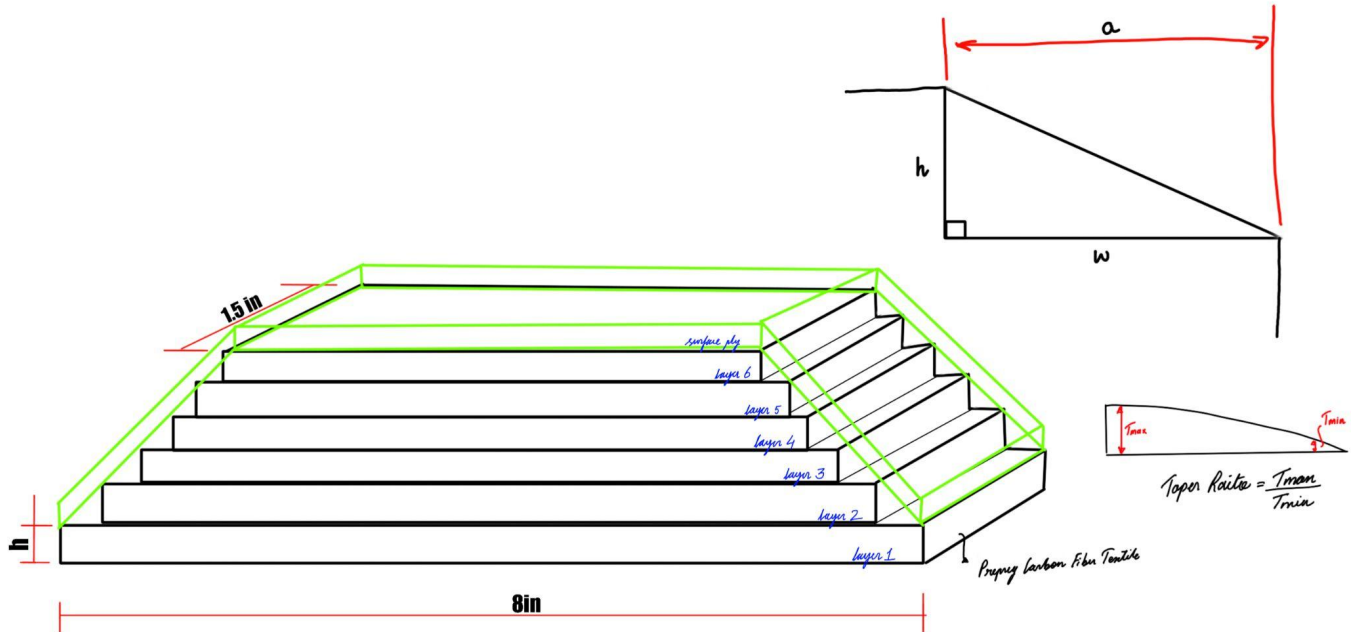 a
h
w
1.5 in
surface ply
layer 6
layer 5
layer 4
layer 3
layer 2
layer 1
h
8in
Prepreg Carbon Fiber Textile
Tmax
Tmin
Taper Raitio = Tmax
Tmin